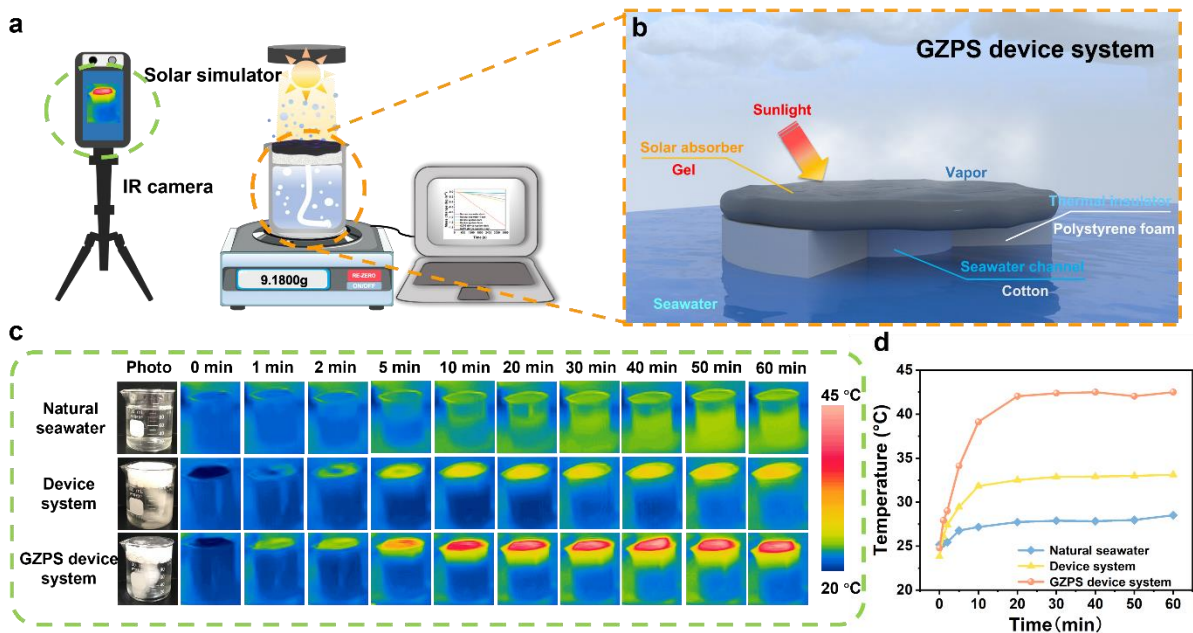 a
Solar simulator
IR camera
9.1800g
RE-ZERO
ON/OFF
b
GZPS device system
Sunlight
Solar absorber
Gel
Vapor
Thermal insulator
Polystyrene foam
Seawater channel
Cotton
Seawater
c
Photo 0 min 1 min 2 min 5 min 10 min 20 min 30 min 40 min 50 min 60 min
Natural
seawater
Device
system
GZPS device
system
45 °C
20 °C
d
45
40
35
30
25
20
Temperature (°C)
Natural seawater
Device system
GZPS device system
0 10 20 30 40 50 60
Time(min)